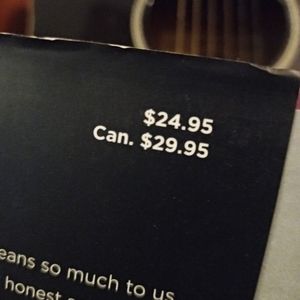 $24.95
Can. $29.95
eans so much to us
honest